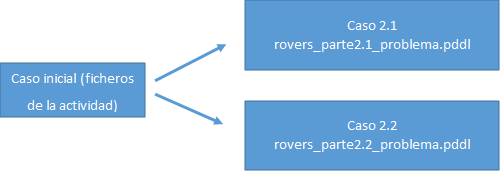 Caso inicial (ficheros
de la actividad)
Caso 2.1
rovers_parte2.1_problema.pddl
Caso 2.2
rovers_parte2.2_problema.pddl